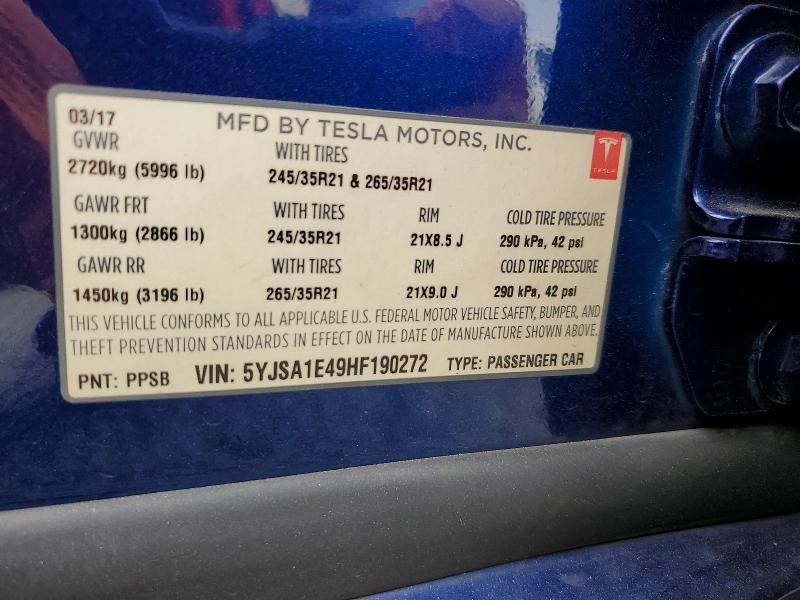 03/17 MFD BY TESLA MOTORS, INC.
TESLA
GVWR WITH TIRES
2720kg (5996 lb) 245/35R21 & 265/35R21
GAWR FRT WITH TIRES RIM COLD TIRE PRESSURE
1300kg (2866 lb) 245/35R21 21X8.5 J 290 kPa, 42 psi
GAWR RR WITH TIRES RIM COLD TIRE PRESSURE
1450kg (3196 lb) 265/35R21 21X9.0 J 290 kPa, 42 psi
THIS VEHICLE CONFORMS TO ALL APPLICABLE U.S. FEDERAL MOTOR VEHICLE SAFETY, BUMPER, AND
THEFT PREVENTION STANDARDS IN EFFECT ON THE DATE OF MANUFACTURE SHOWN ABOVE.
PNT: PPSB VIN: 5YJSA1E49HF190272 TYPE: PASSENGER CAR